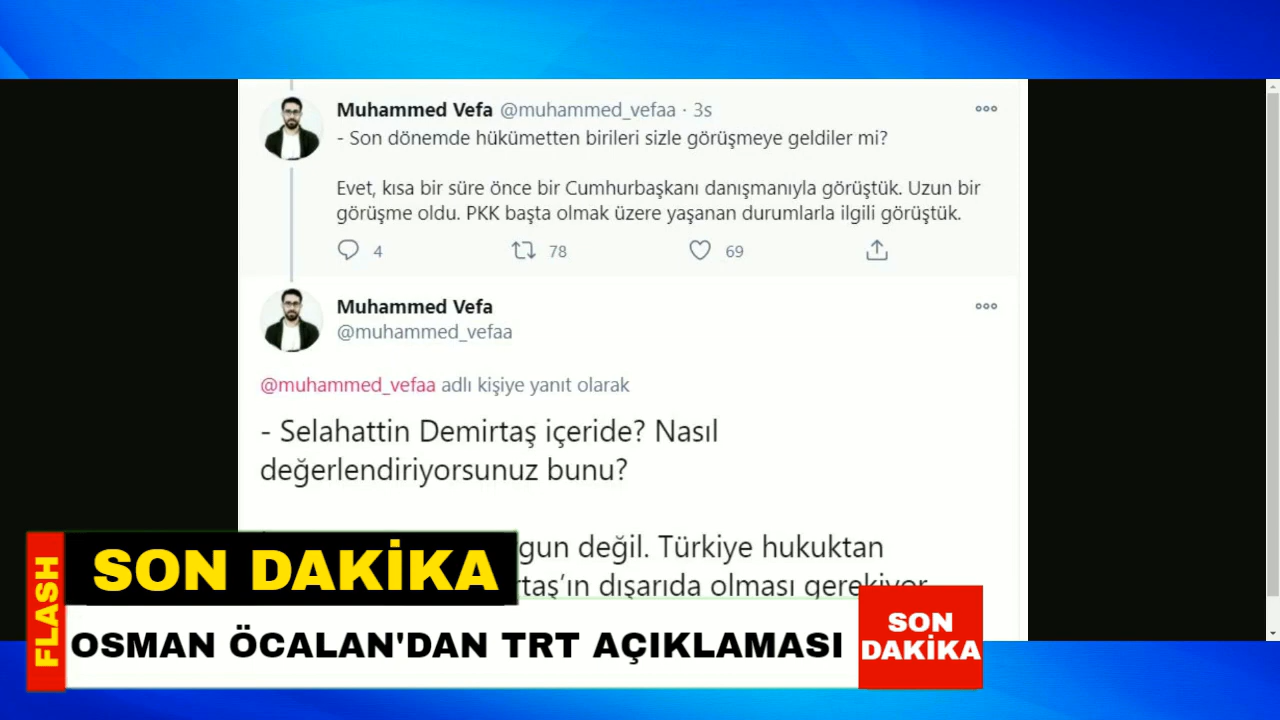 Muhammed Vefa @muhammed_vefaa · 3s
- Son dönemde hükümetten birileri sizle görüşmeye geldiler mi?
Evet, kısa bir süre önce bir Cumhurbaşkanı danışmanıyla görüştük. Uzun bir
görüşme oldu. PKK başta olmak üzere yaşanan durumlarla ilgili görüştük.
4 78 69
Muhammed Vefa
@muhammed_vefaa
@muhammed_vefaa adlı kişiye yanıt olarak
- Selahattin Demirtaş içeride? Nasıl
değerlendiriyorsunuz bunu?
değil. Türkiye hukuktan
dışarıda olması gerekiyor
FLASH
SON DAKİKA
OSMAN ÖCALAN'DAN TRT AÇIKLAMASI
SON
DAKİKA